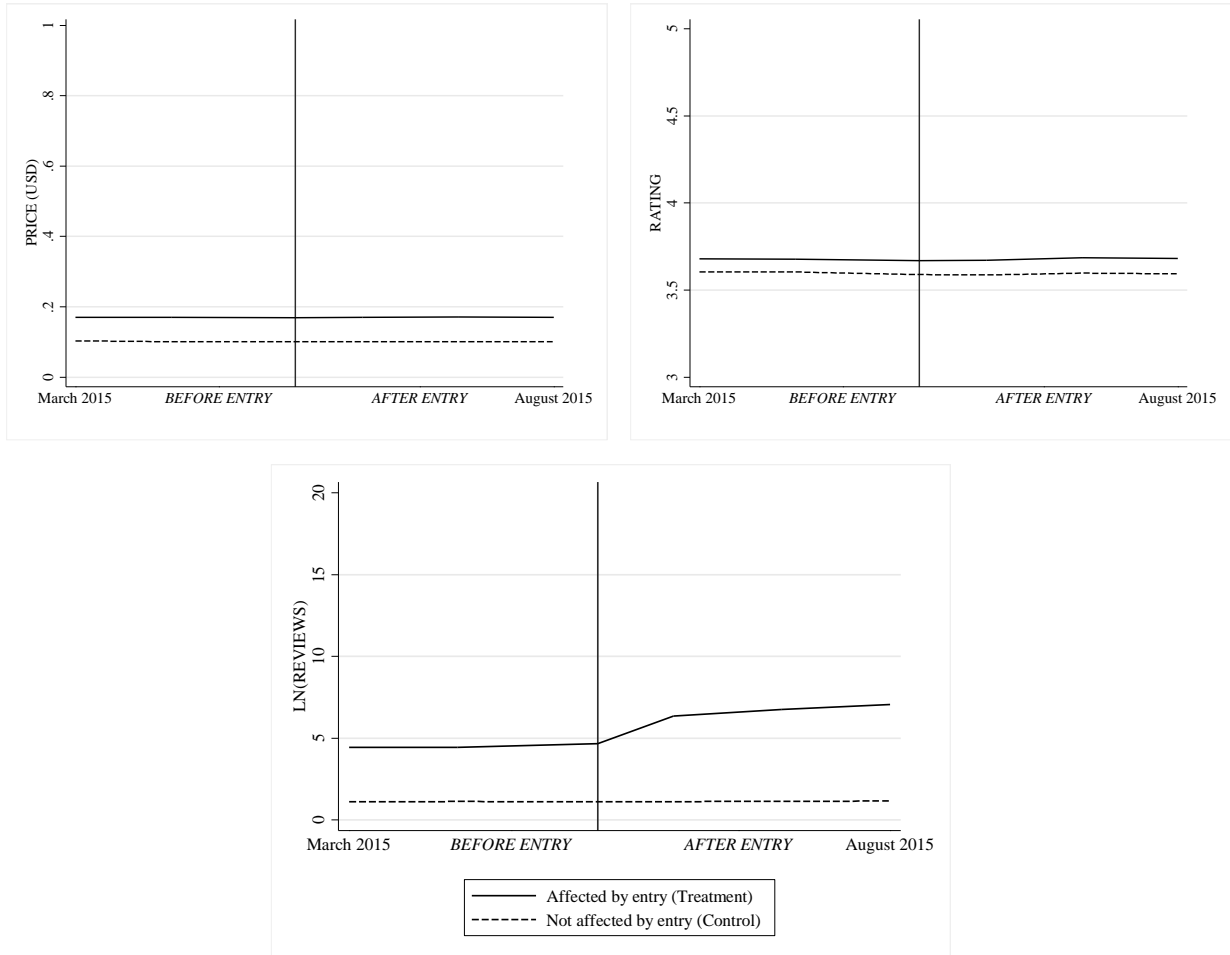 PRICE (USD)
1
.8
.6
.4
.2
0
March 2015 BEFORE ENTRY AFTER ENTRY August 2015
RATING
5
4.5
4
3.5
3
March 2015 BEFORE ENTRY AFTER ENTRY August 2015
LN(REVIEWS)
20
15
10
5
0
March 2015 BEFORE ENTRY AFTER ENTRY August 2015
Affected by entry (Treatment)
Not affected by entry (Control)